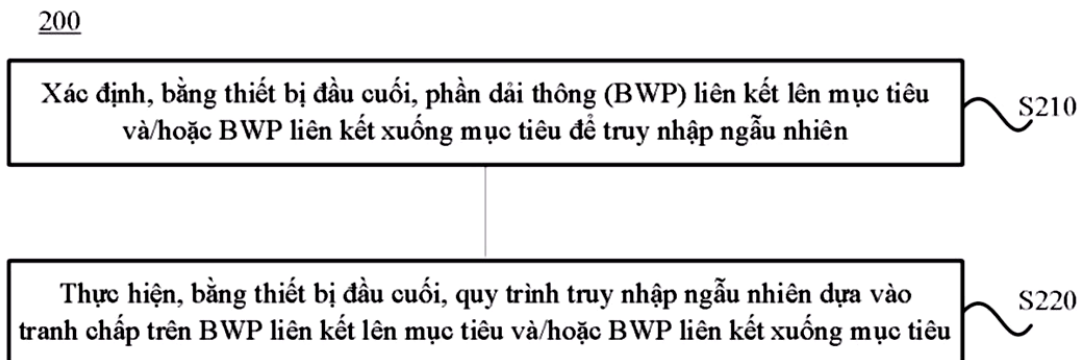 200
Xác định, bằng thiết bị đầu cuối, phần dải thông (BWP) liên kết lên mục tiêu
và/hoặc BWP liên kết xuống mục tiêu để truy nhập ngẫu nhiên
S210
Thực hiện, bằng thiết bị đầu cuối, quy trình truy nhập ngẫu nhiên dựa vào
tranh chấp trên BWP liên kết lên mục tiêu và/hoặc BWP liên kết xuống mục tiêu
S220